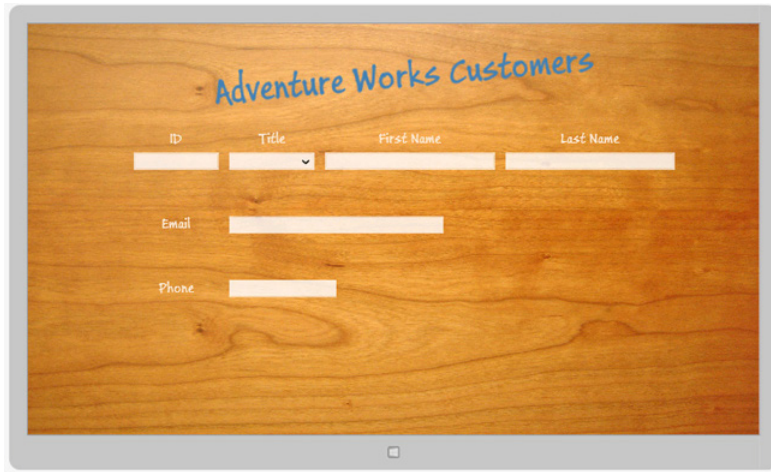 Adventure Works Customers
ID Title First Name Last Name
Email
Phone